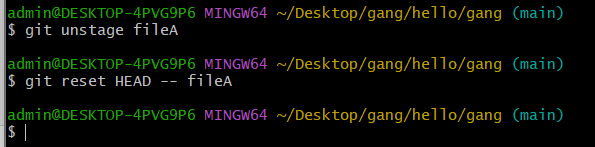 admin@DESKTOP-4PVG9P6 MINGW64 ~/Desktop/gang/hello/gang (main)
$ git unstage fileA
admin@DESKTOP-4PVG9P6 MINGW64 ~/Desktop/gang/hello/gang (main)
$ git reset HEAD -- fileA
admin@DESKTOP-4PVG9P6 MINGW64 ~/Desktop/gang/hello/gang (main)
$